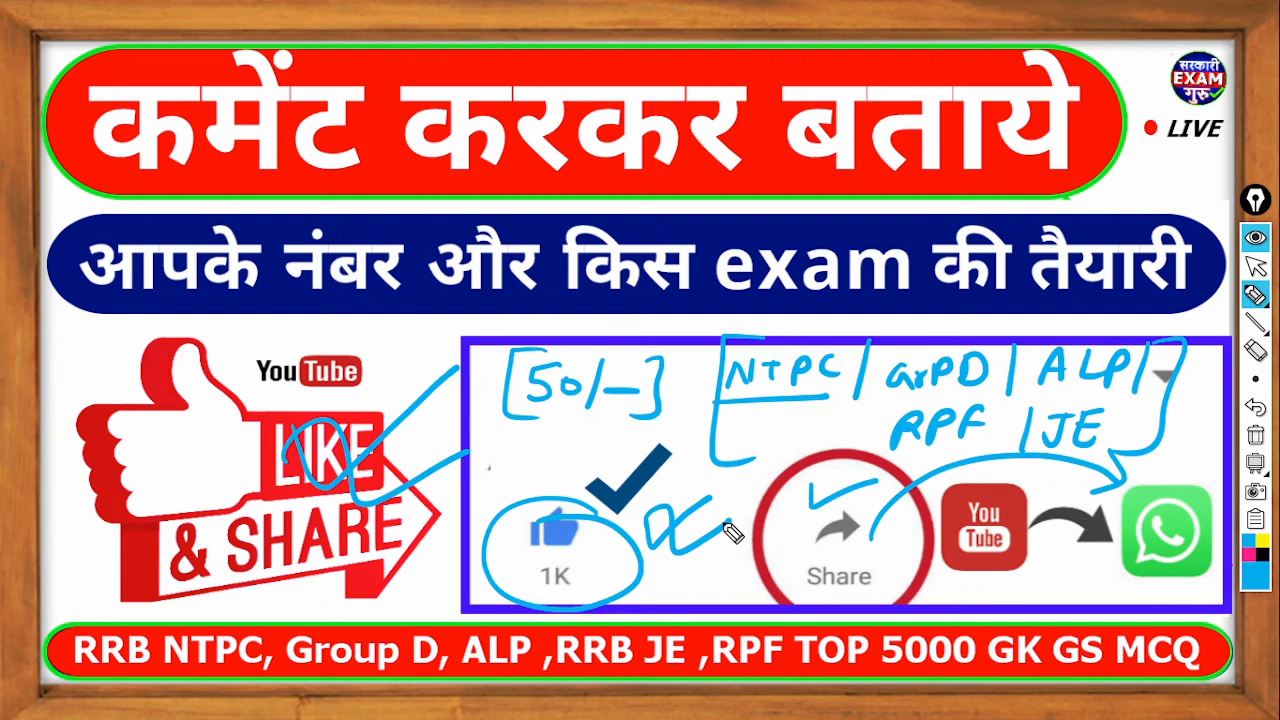 कमेंट करकर बताये
सरकारी
EXAM
गुरु
LIVE
आपके नंबर और किस exam की तैयारी
YouTube
LIKE
& SHARE
[50/-]
[NTPC | GrPD | ALP |
RPF | JE]
1K
Share
You
Tube
RRB NTPC, Group D, ALP ,RRB JE ,RPF TOP 5000 GK GS MCQ